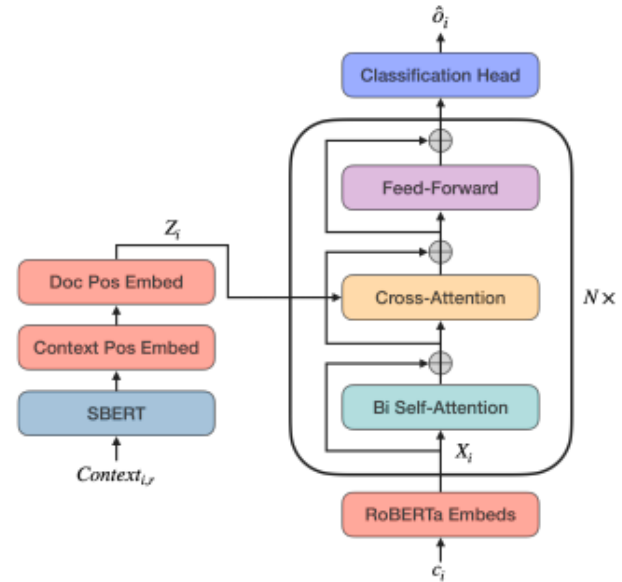 ô_i
Classification Head
Feed-Forward
Z_i
Doc Pos Embed
Cross-Attention
N ×
Context Pos Embed
Bi Self-Attention
SBERT
X_i
Context_{i,r}
RoBERTa Embeds
c_i